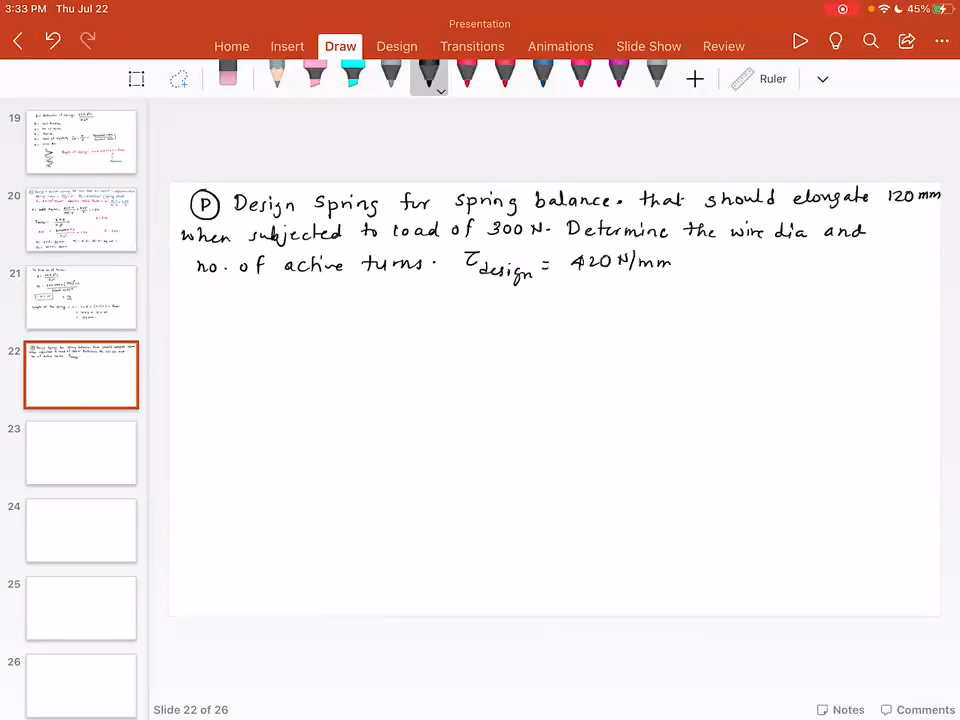 3:33 PM Thu Jul 22
45%
Presentation
Home Insert Draw Design Transitions Animations Slide Show Review
Ruler
19
20
21
22
23
24
25
26
P Design Spring for Spring balance. that should elongate 120 mm
when subjected to load of 300 N. Determine the wire dia and
no. of active turns. τdesign = 420 N/mm
Slide 22 of 26
Notes Comments